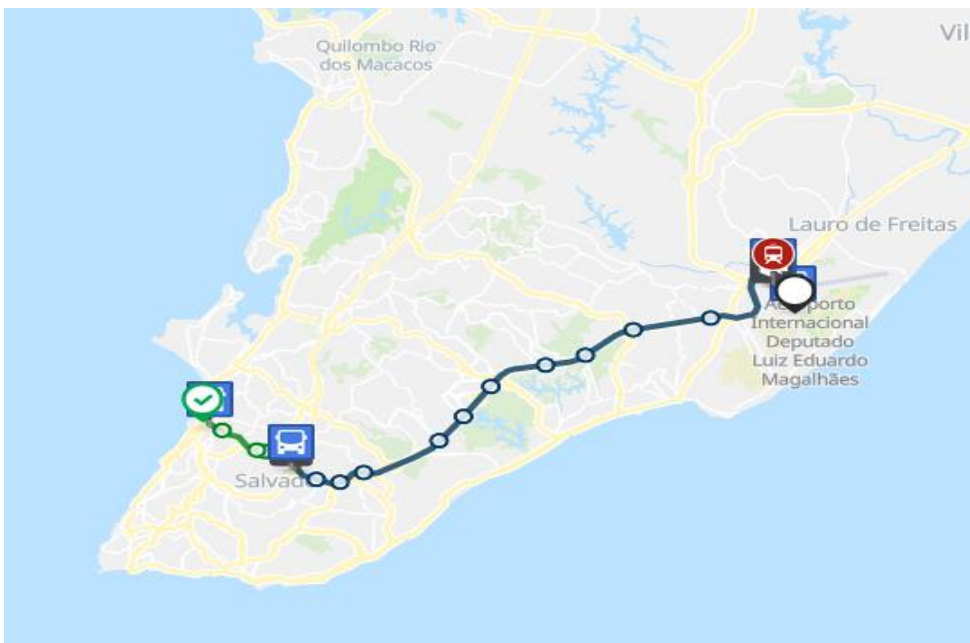 Vil
Quilombo Rio
dos Macacos
Lauro de Freitas
Internacional
Deputado
Luiz Eduardo
Magalhães